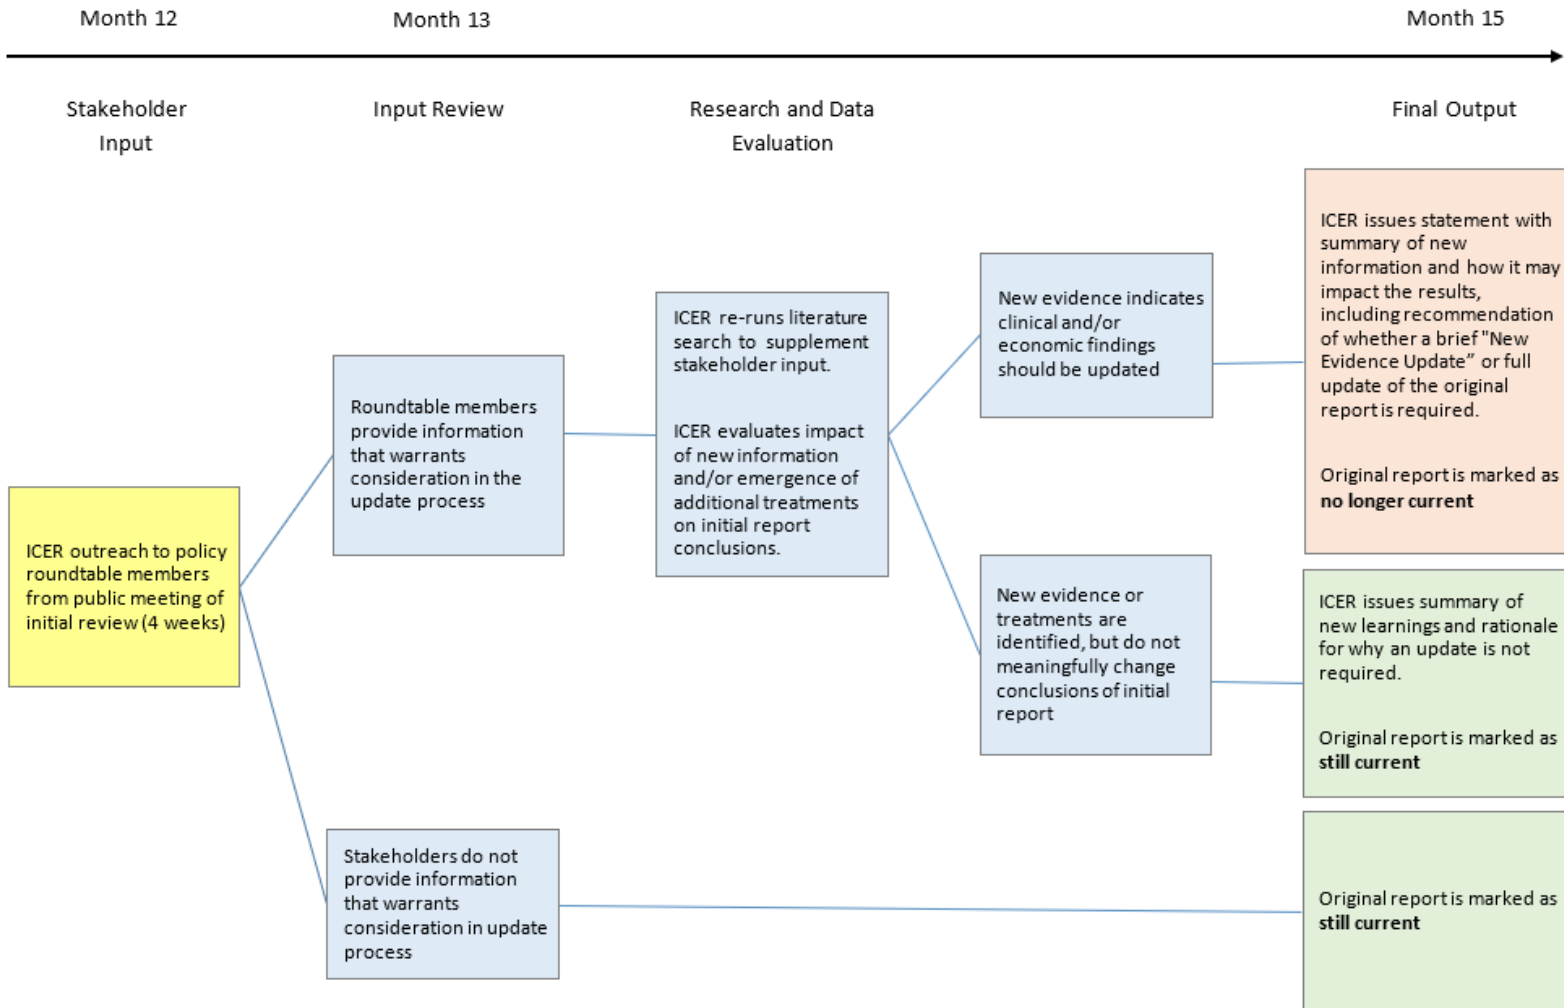 Month 12
Month 13
Month 15
Stakeholder
Input
Input Review
Research and Data
Evaluation
Final Output
ICER outreach to policy
roundtable members
from public meeting of
initial review (4 weeks)
Roundtable members
provide information
that warrants
consideration in the
update process
Stakeholders do not
provide information
that warrants
consideration in update
process
ICER re-runs literature
search to supplement
stakeholder input.
ICER evaluates impact
of new information
and/or emergence of
additional treatments
on initial report
conclusions.
New evidence indicates
clinical and/or
economic findings
should be updated
New evidence or
treatments are
identified, but do not
meaningfully change
conclusions of initial
report
ICER issues statement with
summary of new
information and how it may
impact the results,
including recommendation
of whether a brief "New
Evidence Update” or full
update of the original
report is required.
Original report is marked as
no longer current
ICER issues summary of
new learnings and rationale
for why an update is not
required.
Original report is marked as
still current
Original report is marked as
still current